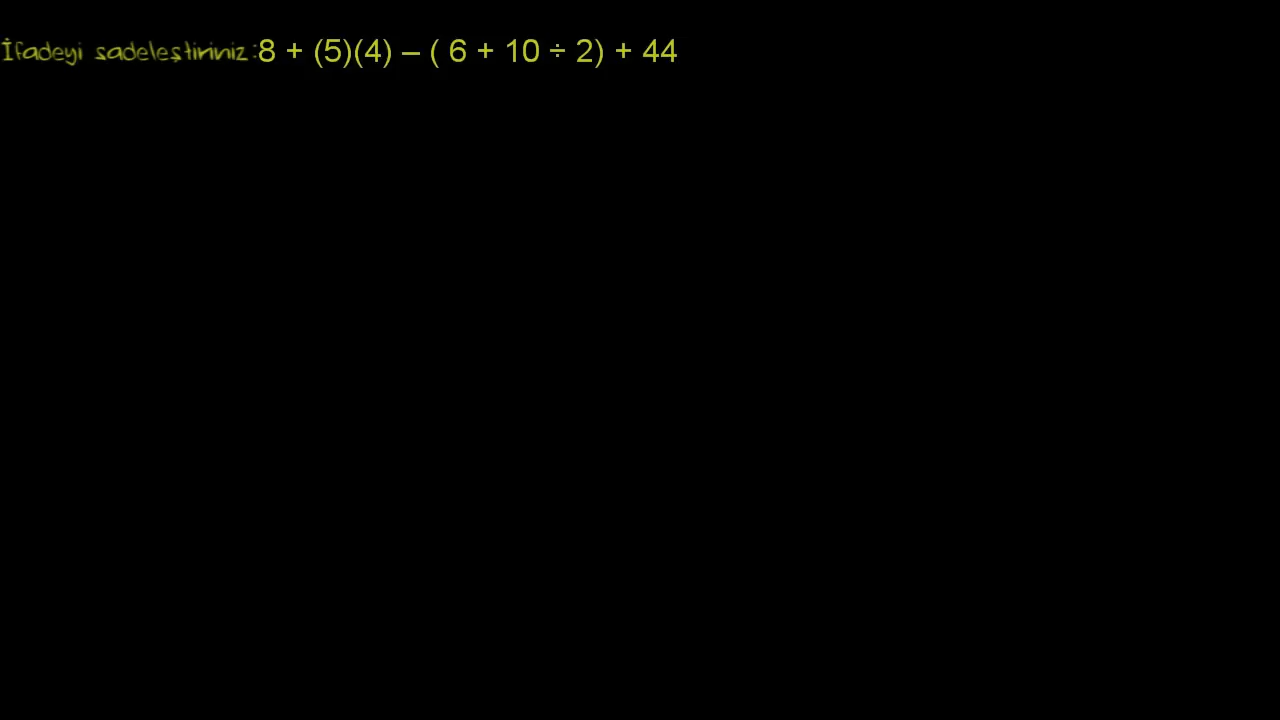 İfadeyi sadeleştiriniz:8 + (5)(4) – ( 6 + 10 ÷ 2) + 44